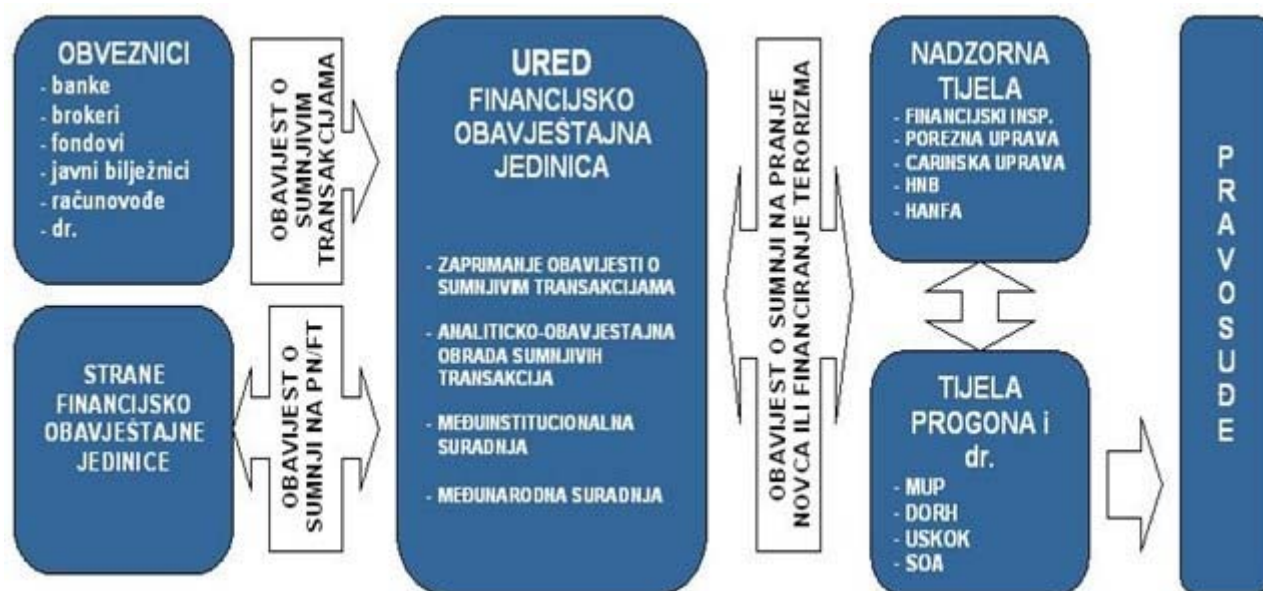 OBVEZNICI
- banke
- brokeri
- fondovi
- javni bilježnici
- računovođe
- dr.
OBAVIJEST O
SUMNJIVIM
TRANSAKCIJAMA
STRANE
FINANCIJSKO
OBAVJEŠTAJNE
JEDINICE
OBAVIJEST O
SUMNJI NA PN/FT
URED
FINANCIJSKO
OBAVJEŠTAJNA
JEDINICA
- ZAPRIMANJE OBAVIJESTI O
SUMNJIVIM TRANSAKCIJAMA
- ANALITICKO-OBAVJESTAJNA
OBRADA SUMNJIVIH
TRANSAKCIJA
- MEĐUINSTITUCIONALNA
SURADNJA
- MEĐUNARODNA SURADNJA
OBAVIJEST O SUMNJI NA PRANJE
NOVCA ILI FINANCIRANJE TERORIZMA
NADZORNA
TIJELA
- FINANCIJSKI INSP.
- POREZNA UPRAVA
- CARINSKA UPRAVA
- HNB
- HANFA
TIJELA
PROGONA i
dr.
- MUP
- DORH
- USKOK
- SOA
PRAVOSUĐE